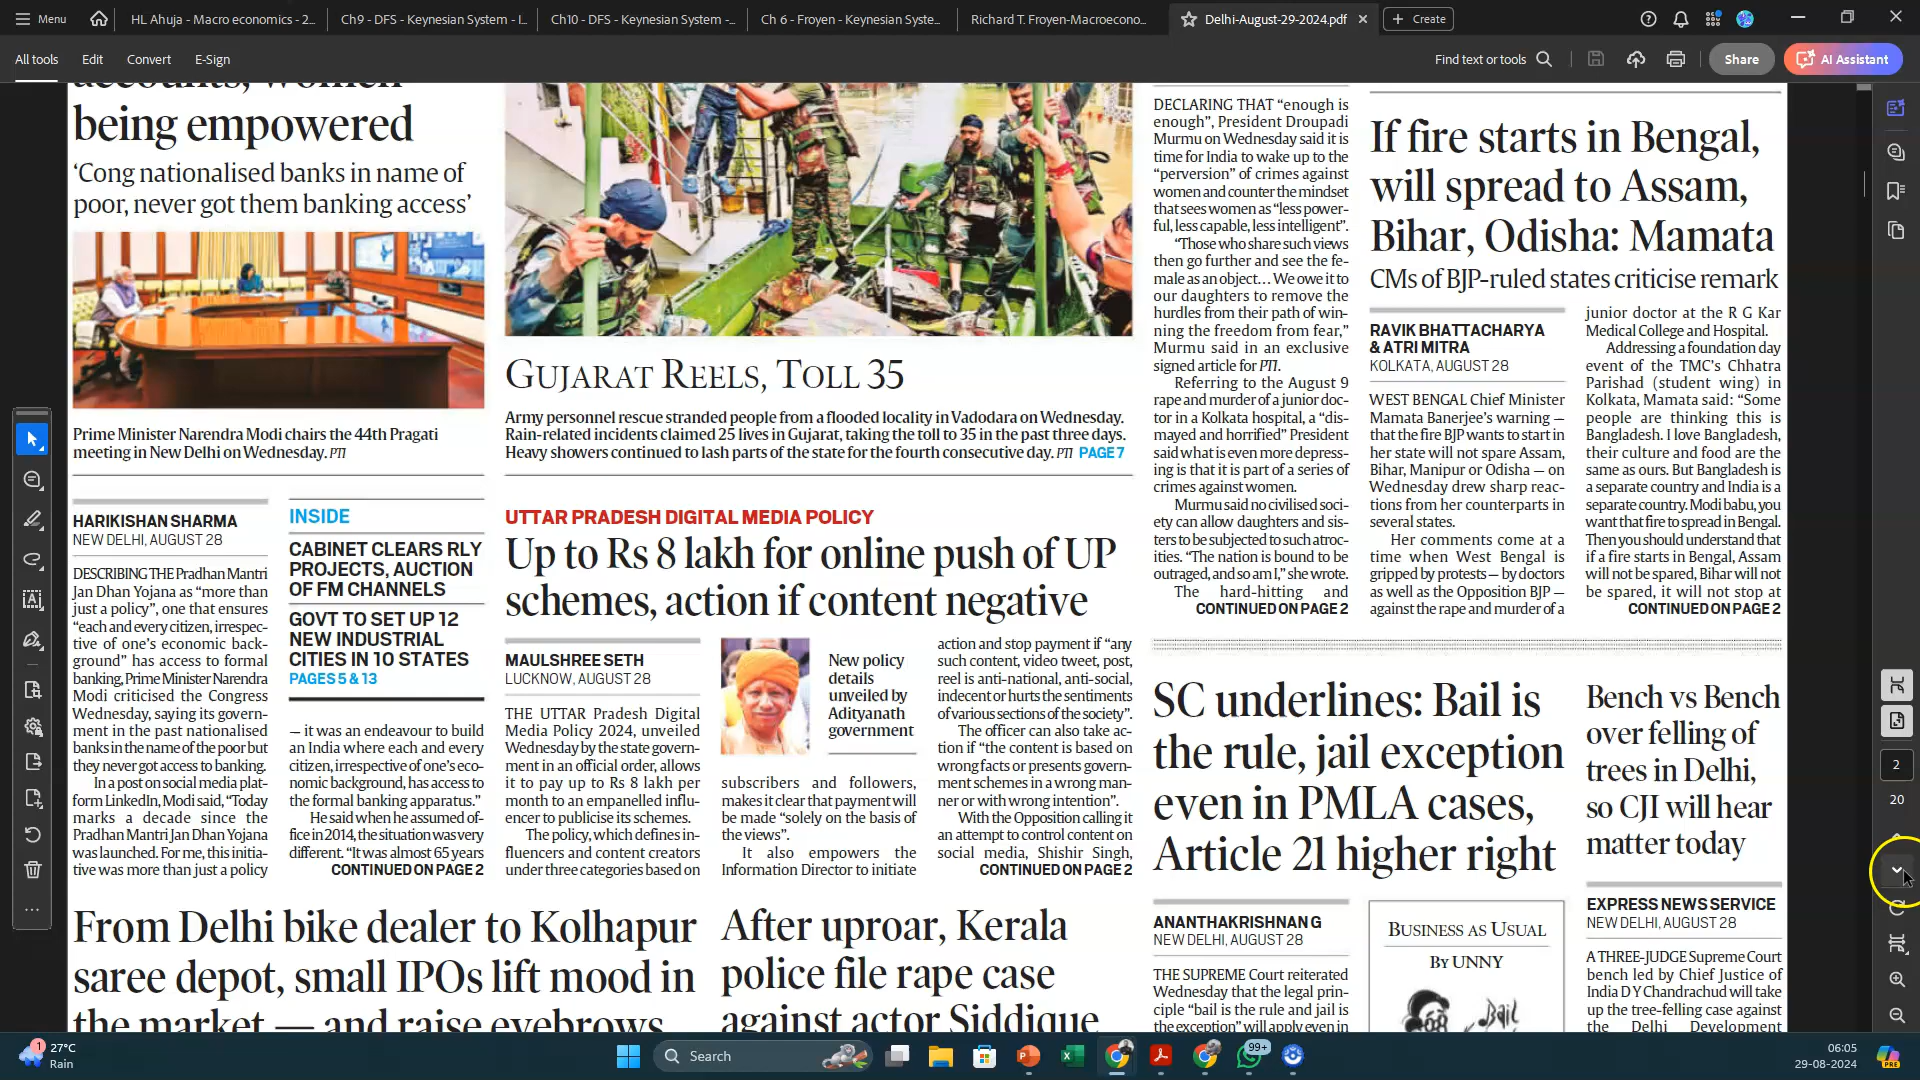 Menu
HL Ahuja - Macro economics - 2...
Ch9 - DFS - Keynesian System - I...
Ch10 - DFS - Keynesian System -...
Ch 6 - Froyen - Keynesian Syste...
Richard T. Froyen-Macroecono...
Delhi-August-29-2024.pdf
Create
All tools
Edit
Convert
E-Sign
Find text or tools
Share
AI Assistant
accounts, women
being empowered
‘Cong nationalised banks in name of
poor, never got them banking access’
Prime Minister Narendra Modi chairs the 44th Pragati
meeting in New Delhi on Wednesday. PTI
HARIKISHAN SHARMA
NEW DELHI, AUGUST 28
DESCRIBING THE Pradhan Mantri
Jan Dhan Yojana as “more than
just a policy”, one that ensures
“each and every citizen, irrespec-
tive of one’s economic back-
ground” has access to formal
banking, Prime Minister Narendra
Modi criticised the Congress
Wednesday, saying its govern-
ment in the past nationalised
banks in the name of the poor but
they never got access to banking.
In a post on social media plat-
form LinkedIn, Modi said, “Today
marks a decade since the
Pradhan Mantri Jan Dhan Yojana
was launched. For me, this initia-
tive was more than just a policy
INSIDE
CABINET CLEARS RLY
PROJECTS, AUCTION
OF FM CHANNELS
GOVT TO SET UP 12
NEW INDUSTRIAL
CITIES IN 10 STATES
PAGES 5 & 13
— it was an endeavour to build
an India where each and every
citizen, irrespective of one’s eco-
nomic background, has access to
the formal banking apparatus.”
He said when he assumed of-
fice in 2014, the situation was very
different. “It was almost 65 years
CONTINUED ON PAGE 2
GUJARAT REELS, TOLL 35
Army personnel rescue stranded people from a flooded locality in Vadodara on Wednesday.
Rain-related incidents claimed 25 lives in Gujarat, taking the toll to 35 in the past three days.
Heavy showers continued to lash parts of the state for the fourth consecutive day. PTI PAGE 7
UTTAR PRADESH DIGITAL MEDIA POLICY
Up to Rs 8 lakh for online push of UP
schemes, action if content negative
MAULSHREE SETH
LUCKNOW, AUGUST 28
THE UTTAR Pradesh Digital
Media Policy 2024, unveiled
Wednesday by the state govern-
ment in an official order, allows
it to pay up to Rs 8 lakh per
month to an empanelled influ-
encer to publicise its schemes.
The policy, which defines in-
fluencers and content creators
under three categories based on
New policy
details
unveiled by
Adityanath
government
subscribers and followers,
makes it clear that payment will
be made “solely on the basis of
the views”.
It also empowers the
Information Director to initiate
action and stop payment if “any
such content, video tweet, post,
reel is anti-national, anti-social,
indecent or hurts the sentiments
of various sections of the society”.
The officer can also take ac-
tion if “the content is based on
wrong facts or presents govern-
ment schemes in a wrong man-
ner or with wrong intention”.
With the Opposition calling it
an attempt to control content on
social media, Shishir Singh,
CONTINUED ON PAGE 2
DECLARING THAT “enough is
enough”, President Droupadi
Murmu on Wednesday said it is
time for India to wake up to the
“perversion” of crimes against
women and counter the mindset
that sees women as “less power-
ful, less capable, less intelligent”.
“Those who share such views
then go further and see the fe-
male as an object... We owe it to
our daughters to remove the
hurdles from their path of win-
ning the freedom from fear,”
Murmu said in an exclusive
signed article for PTI.
Referring to the August 9
rape and murder of a junior doc-
tor in a Kolkata hospital, a “dis-
mayed and horrified” President
said what is even more depress-
ing is that it is part of a series of
crimes against women.
Murmu said no civilised soci-
ety can allow daughters and sis-
ters to be subjected to such atroc-
ities. “The nation is bound to be
outraged, and so am I,” she wrote.
The hard-hitting and
CONTINUED ON PAGE 2
If fire starts in Bengal,
will spread to Assam,
Bihar, Odisha: Mamata
CMs of BJP-ruled states criticise remark
RAVIK BHATTACHARYA
& ATRI MITRA
KOLKATA, AUGUST 28
WEST BENGAL Chief Minister
Mamata Banerjee’s warning —
that the fire BJP wants to start in
her state will not spare Assam,
Bihar, Manipur or Odisha — on
Wednesday drew sharp reac-
tions from her counterparts in
several states.
Her comments come at a
time when West Bengal is
gripped by protests — by doctors
as well as the Opposition BJP —
against the rape and murder of a
junior doctor at the R G Kar
Medical College and Hospital.
Addressing a foundation day
event of the TMC’s Chhatra
Parishad (student wing) in
Kolkata, Mamata said: “Some
people are thinking this is
Bangladesh. I love Bangladesh,
their culture and food are the
same as ours. But Bangladesh is
a separate country and India is a
separate country. Modi babu, you
want that fire to spread in Bengal.
Then you should understand that
if a fire starts in Bengal, Assam
will not be spared, Bihar will not
be spared, it will not stop at
CONTINUED ON PAGE 2
SC underlines: Bail is
the rule, jail exception
even in PMLA cases,
Article 21 higher right
ANANTHAKRISHNAN G
NEW DELHI, AUGUST 28
THE SUPREME Court reiterated
Wednesday that the legal prin-
ciple “bail is the rule and jail is
the exception” will apply even in
BUSINESS AS USUAL
BY UNNY
Bail
Bench vs Bench
over felling of
trees in Delhi,
so CJI will hear
matter today
EXPRESS NEWS SERVICE
NEW DELHI, AUGUST 28
A THREE-JUDGE Supreme Court
bench led by Chief Justice of
India D Y Chandrachud will take
up the tree-felling case against
the Delhi Development
From Delhi bike dealer to Kolhapur
saree depot, small IPOs lift mood in
the market — and raise eyebrows
After uproar, Kerala
police file rape case
against actor Siddique
2
20
1
27°C
Rain
Search
99+
06:05
29-08-2024
PRE